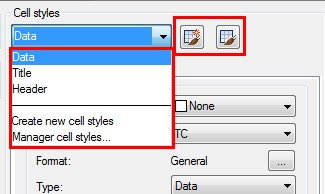 Cell styles
Data
Data
Title
Header
None
Create new cell styles
TC
Manager cell styles...
Format: General ...
Type: Data